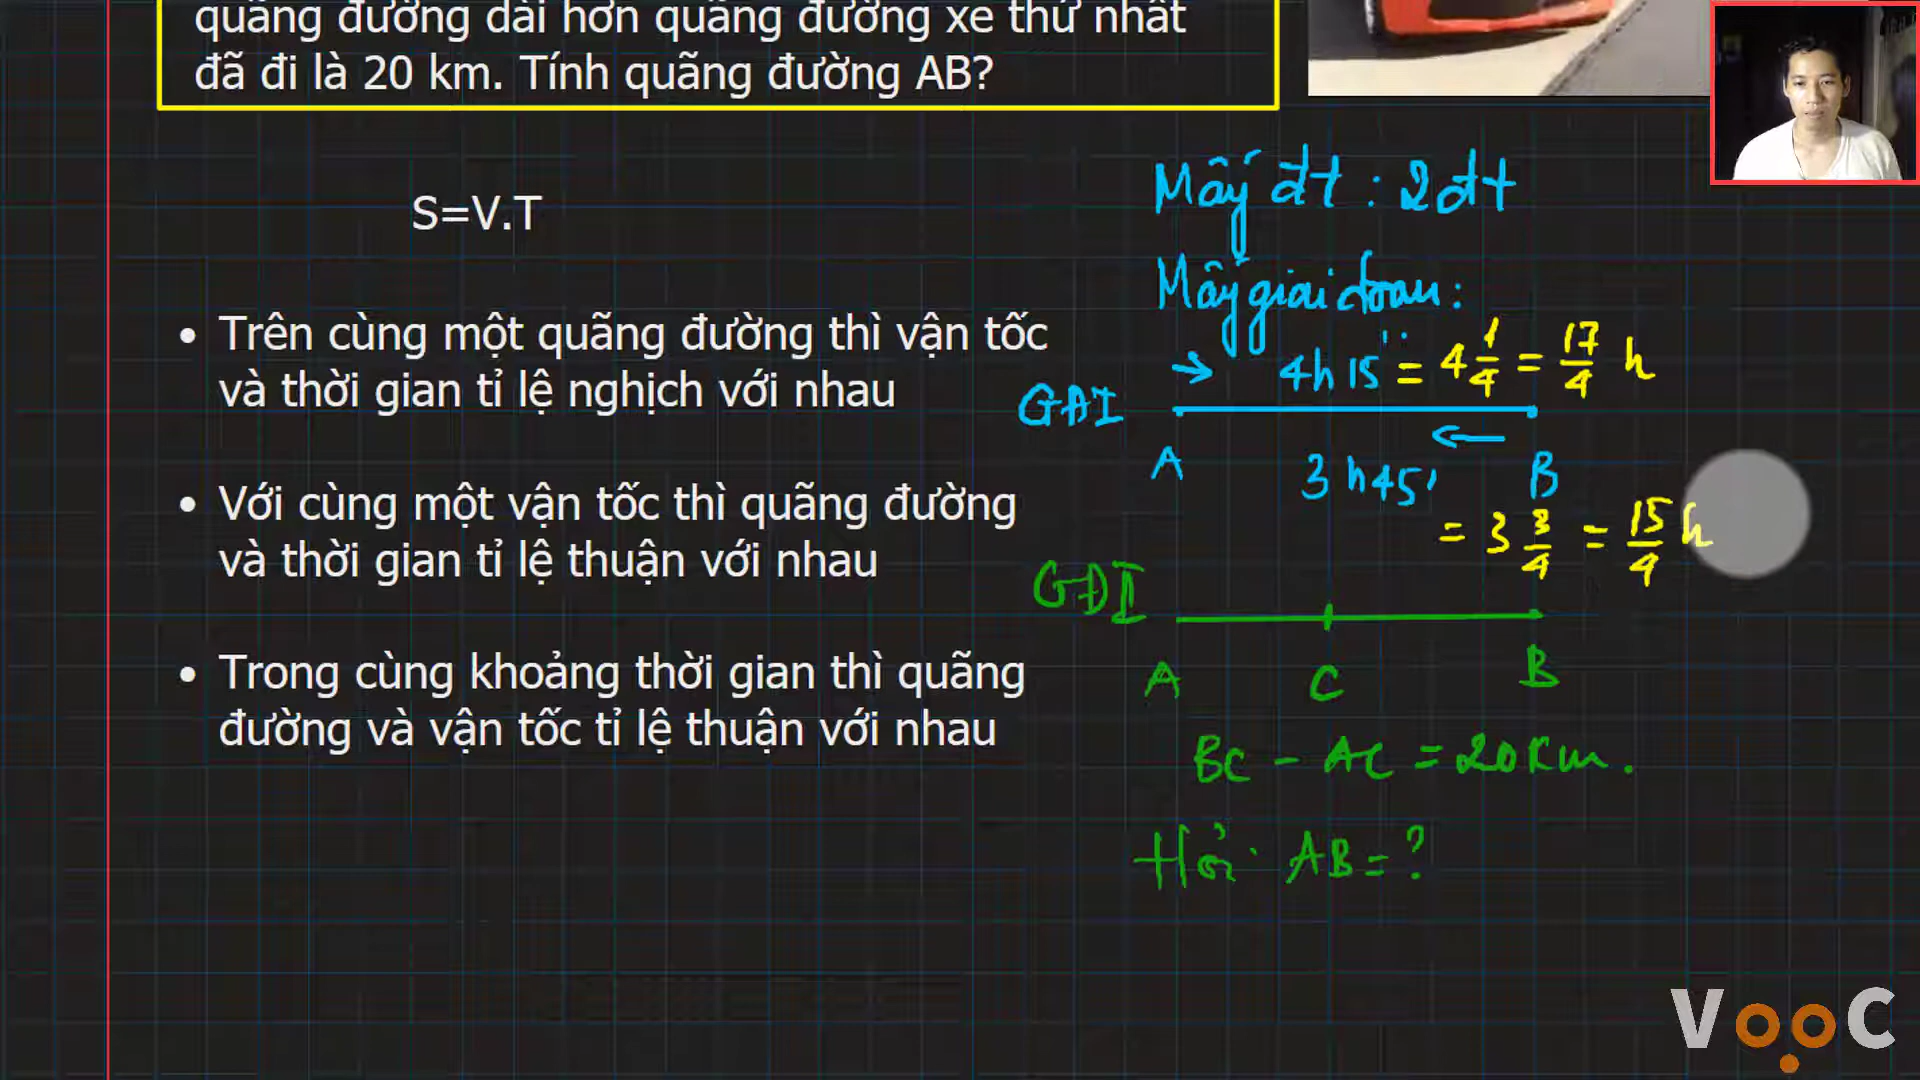 quãng đường dài hơn quãng đường xe thứ nhất
đã đi là 20 km. Tính quãng đường AB?
S=V.T
• Trên cùng một quãng đường thì vận tốc
và thời gian tỉ lệ nghịch với nhau
• Với cùng một vận tốc thì quãng đường
và thời gian tỉ lệ thuận với nhau
• Trong cùng khoảng thời gian thì quãng
đường và vận tốc tỉ lệ thuận với nhau
Mấy đt : 2đt
Mấy giai đoạn :
→ 4h 15' = 4 1/4 = 17/4 h
GĐI
←
A 3h45' B
= 3 3/4 = 15/4 h
GĐII
A C B
BC - AC = 20 Km.
Hỏi: AB = ?
VooC